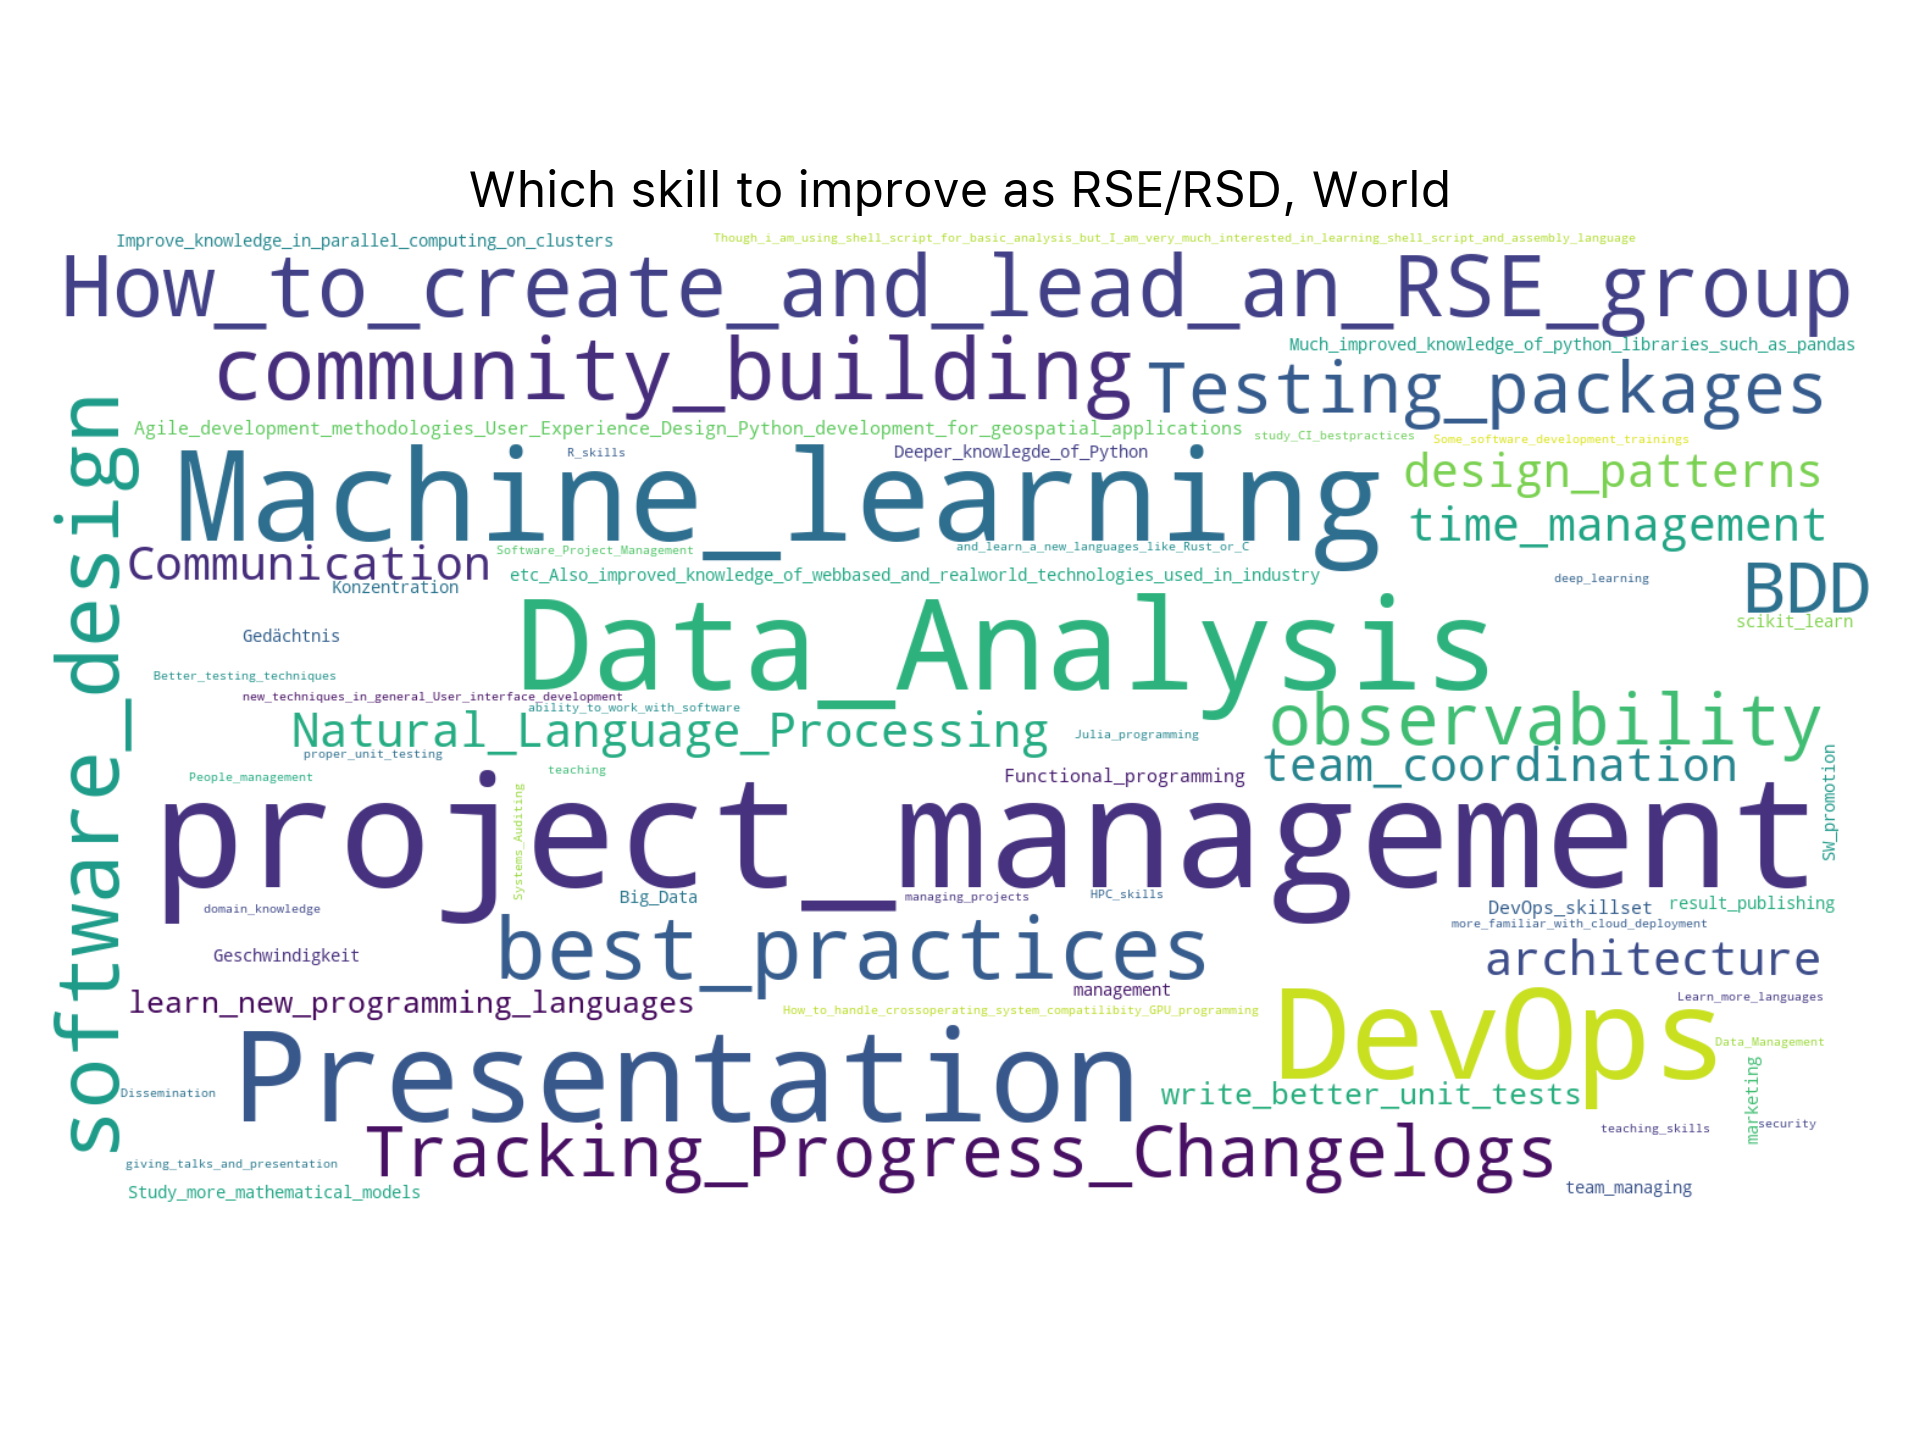 Which skill to improve as RSE/RSD, World
Improve_knowledge_in_parallel_computing_on_clusters
Though_i_am_using_shell_script_for_basic_analysis_but_I_am_very_much_interested_in_learning_shell_script_and_assembly_language
How_to_create_and_lead_an_RSE_group
community_building
Much_improved_knowledge_of_python_libraries_such_as_pandas
Testing_packages
Agile_development_methodologies_User_Experience_Design_Python_development_for_geospatial_applications
study_CI_bestpractices
Some_software_development_trainings
R_skills
Deeper_knowlegde_of_Python
Machine_learning
design_patterns
time_management
software_design
Communication
Software_Project_Management
and_learn_a_new_languages_like_Rust_or_C
Konzentration
etc_Also_improved_knowledge_of_webbased_and_realworld_technologies_used_in_industry
deep_learning
BDD
scikit_learn
Gedächtnis
Data_Analysis
Better_testing_techniques
new_techniques_in_general_User_interface_development
ability_to_work_with_software
Natural_Language_Processing
Julia_programming
observability
proper_unit_testing
team_coordination
People_management
teaching
Functional_programming
SW_promotion
Systems_Auditing
project_management
Big_Data
managing_projects
HPC_skills
domain_knowledge
DevOps_skillset
result_publishing
more_familiar_with_cloud_deployment
best_practices
Geschwindigkeit
architecture
management
learn_new_programming_languages
How_to_handle_crossoperating_system_compatilibity_GPU_programming
Learn_more_languages
DevOps
Data_Management
Presentation
Dissemination
write_better_unit_tests
marketing
security
teaching_skills
Tracking_Progress_Changelogs
giving_talks_and_presentation
Study_more_mathematical_models
team_managing